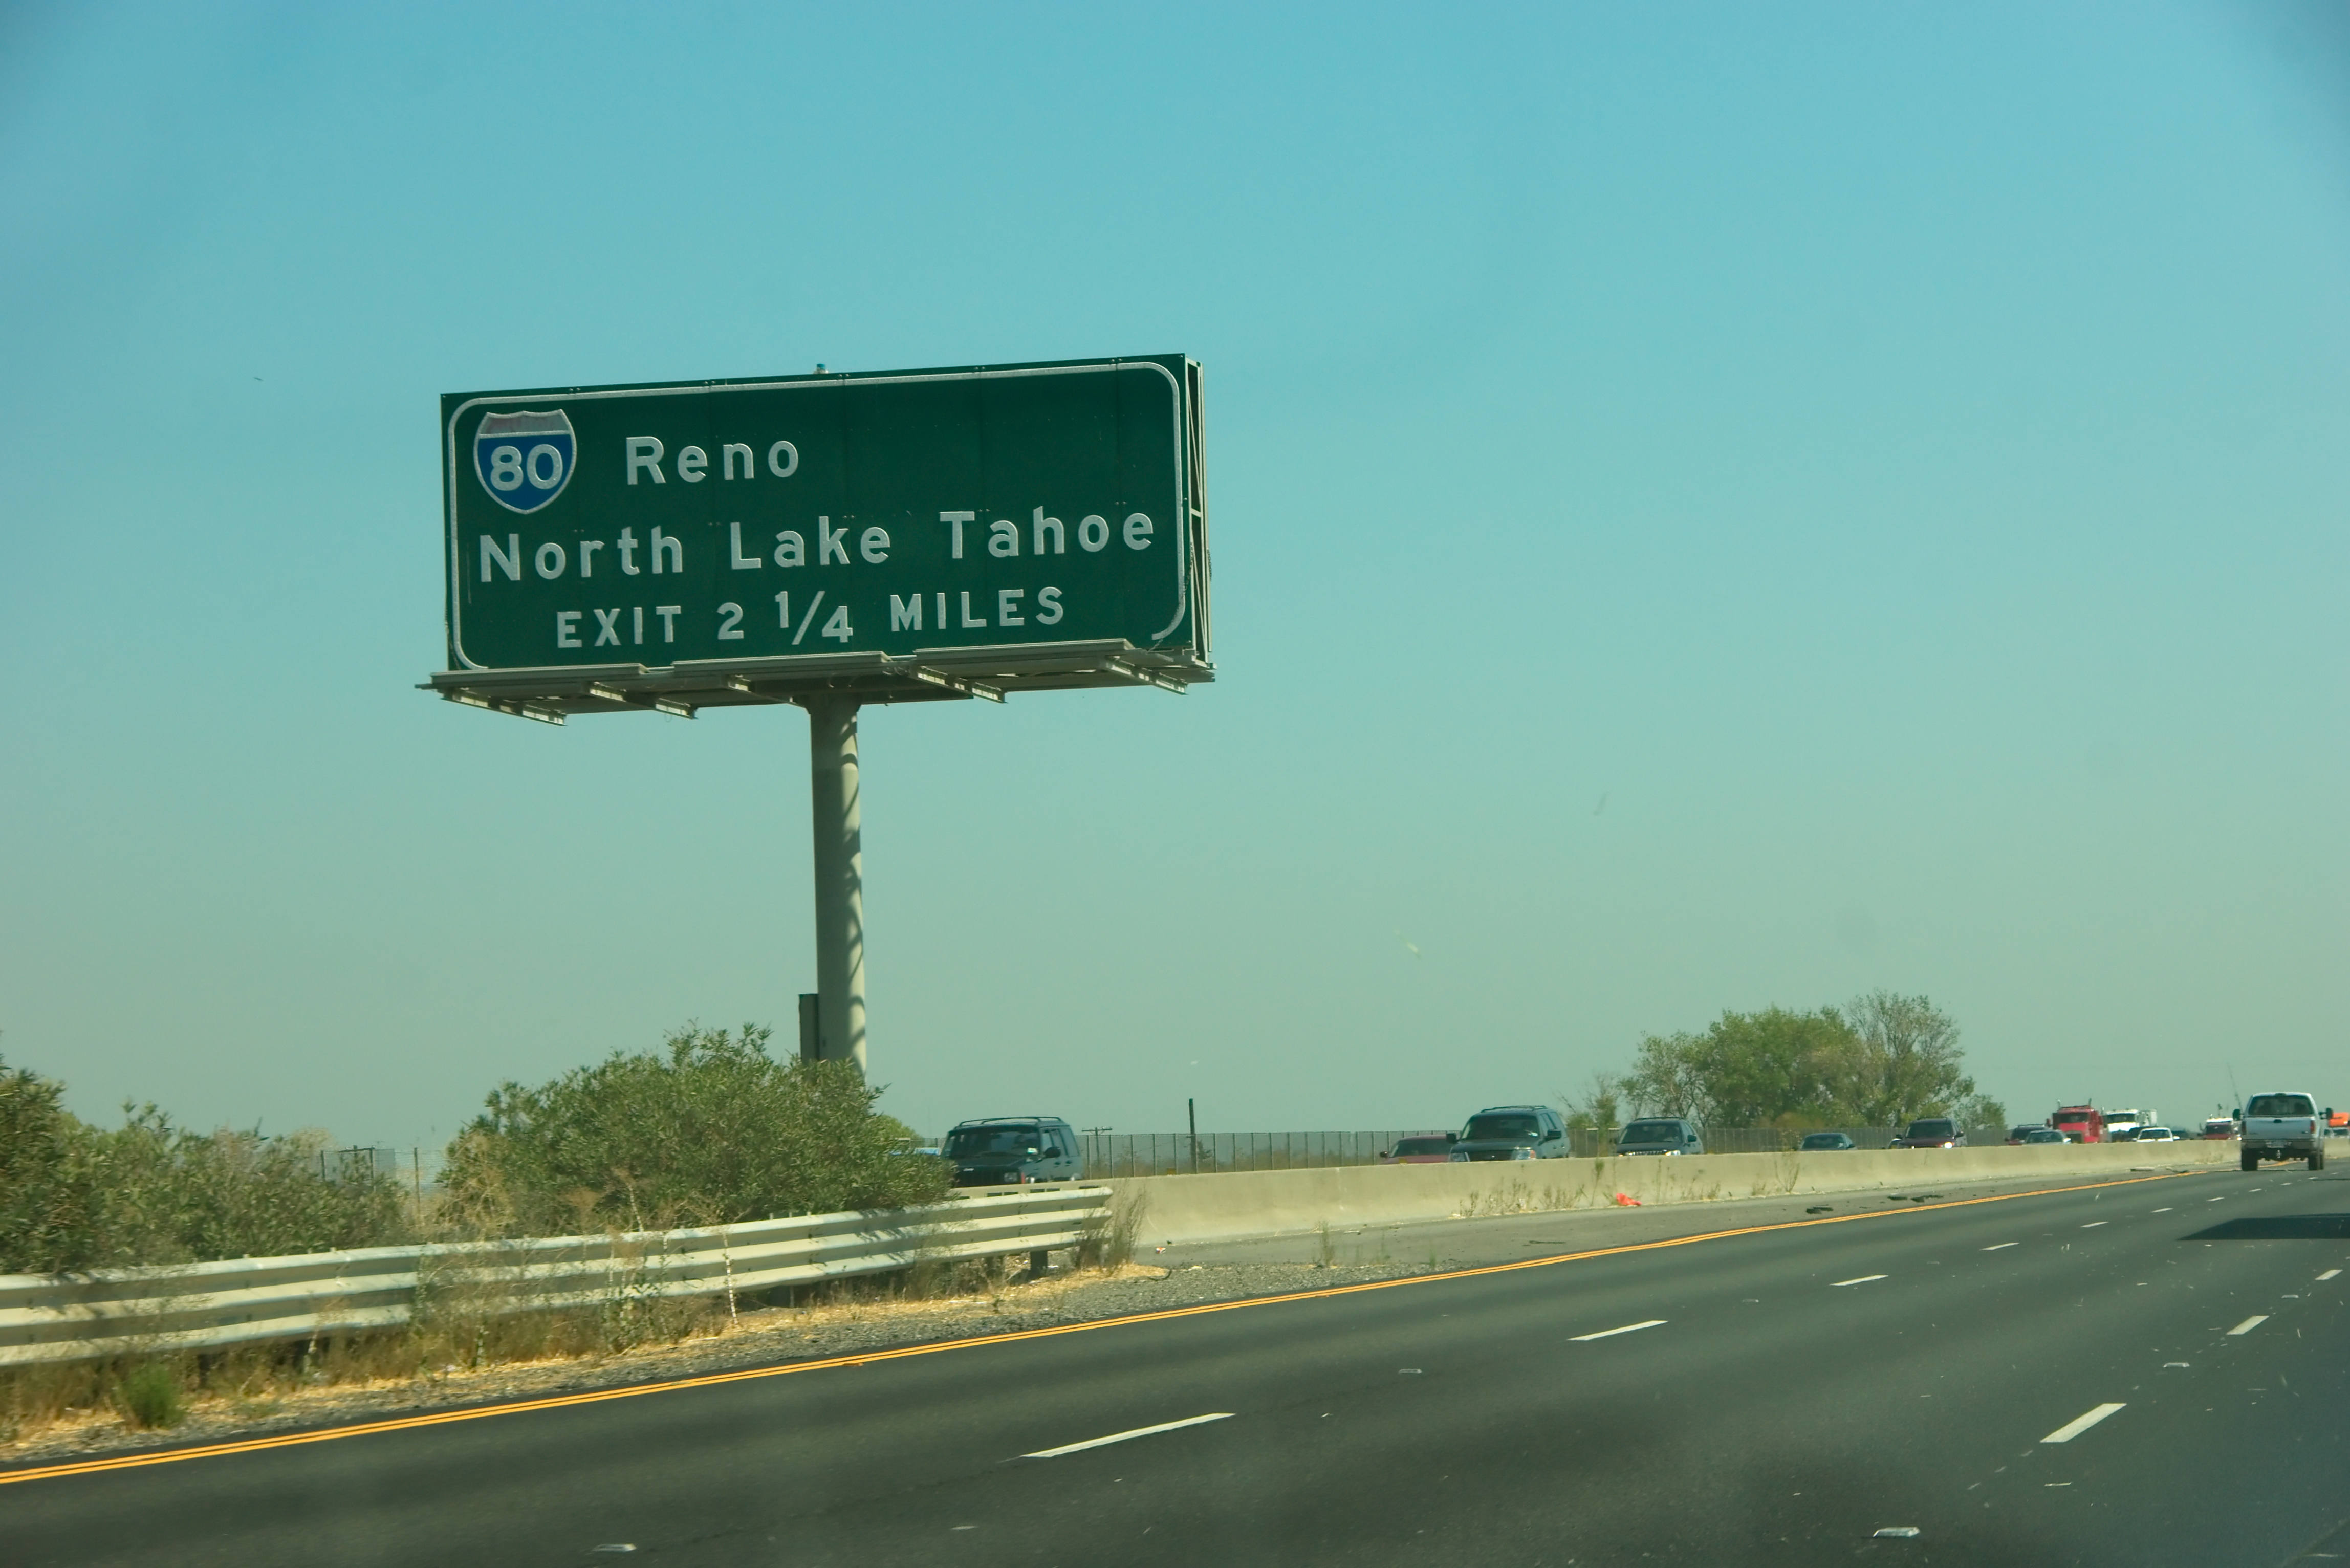 80 Reno
North Lake Tahoe
EXIT 2 1/4 MILES